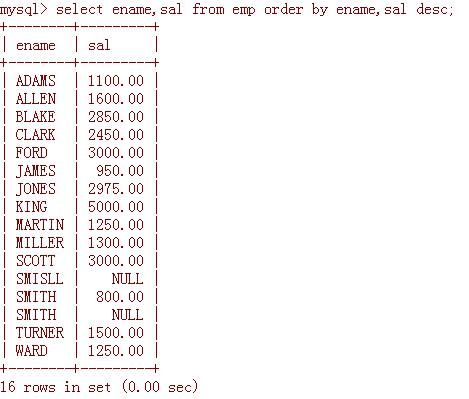 mysql> select ename,sal from emp order by ename,sal desc;
+--------+---------+
| ename  | sal     |
+--------+---------+
| ADAMS  | 1100.00 |
| ALLEN  | 1600.00 |
| BLAKE  | 2850.00 |
| CLARK  | 2450.00 |
| FORD   | 3000.00 |
| JAMES  |  950.00 |
| JONES  | 2975.00 |
| KING   | 5000.00 |
| MARTIN | 1250.00 |
| MILLER | 1300.00 |
| SCOTT  | 3000.00 |
| SMISLL |    NULL |
| SMITH  |  800.00 |
| SMITH  |    NULL |
| TURNER | 1500.00 |
| WARD   | 1250.00 |
+--------+---------+
16 rows in set (0.00 sec)